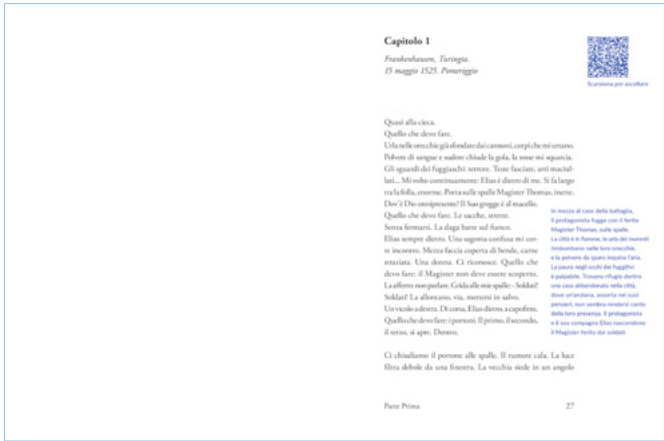 Capitolo 1
Frankenhausen, Turingia.
15 maggio 1525. Pomeriggio
Scansiona per ascoltare
Quasi alla cieca.
Quello che devo fare.
Urla nelle orecchie già sfondate dai cannoni, corpi che mi urtano.
Polvere di sangue e sudore chiude la gola, la tosse mi squarcia.
Gli sguardi dei fuggiaschi: terrore. Teste fasciate, arti maciul-
lati... Mi volto continuamente: Elias è dietro di me. Si fa largo
tra la folla, enorme. Porta sulle spalle Magister Thomas, inerte.
Dov'è Dio onnipresente? Il Suo gregge è al macello.
Quello che devo fare. Le sacche, strette.
Senza fermarsi. La daga batte sul fianco.
Elias sempre dietro. Una sagoma confusa mi cor-
re incontro. Mezza faccia coperta di bende, carne
straziata. Una donna. Ci riconosce. Quello che
devo fare: il Magister non deve essere scoperto.
La afferro: non parlare. Grida alle mie spalle: - Soldati!
Soldati! La allontano, via, mettersi in salvo.
Un vicolo a destra. Di corsa, Elias dietro, a capofitto.
Quello che devo fare: i portoni. Il primo, il secondo,
il terzo, si apre. Dentro.
In mezzo al caos della battaglia,
il protagonista fugge con il ferito
Magister Thomas, sulle spalle.
La città è in fiamme, le urla dei morenti
rimbombano nelle loro orecchie,
e la polvere da sparo inquina l'aria.
La paura negli occhi dei fuggitivi
è palpabile. Trovano rifugio dentro
una casa abbandonata nella città,
dove un'anziana, assorta nei suoi
pensieri, non sembra rendersi conto
della loro presenza. Il protagonista
e il suo compagno Elias nascondono
il Magister ferito dai soldati
Ci chiudiamo il portone alle spalle. Il rumore cala. La luce
filtra debole da una finestra. La vecchia siede in un angolo
Parte Prima
27